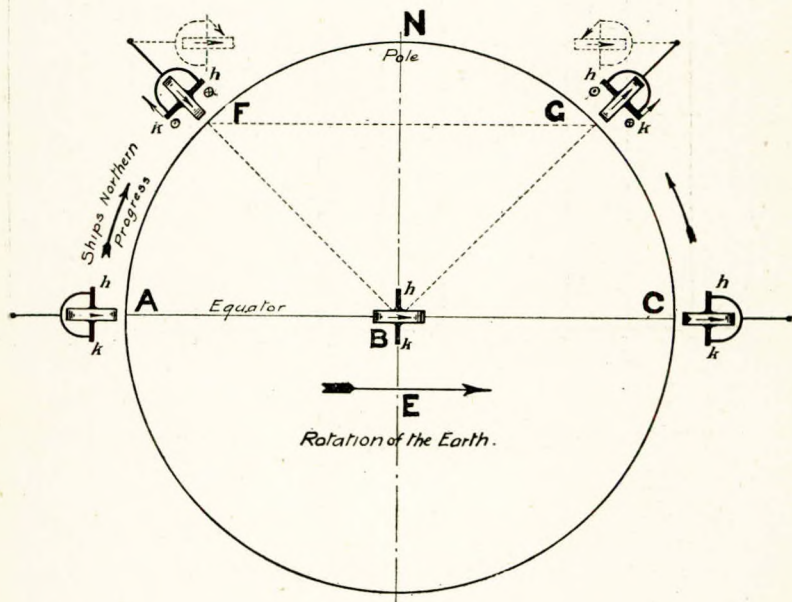 N
Pole
h
k
F
G
h
k
Ships Northern
Progress
h
k
A
Equator
h
B
k
C
h
k
E
Rotation of the Earth.